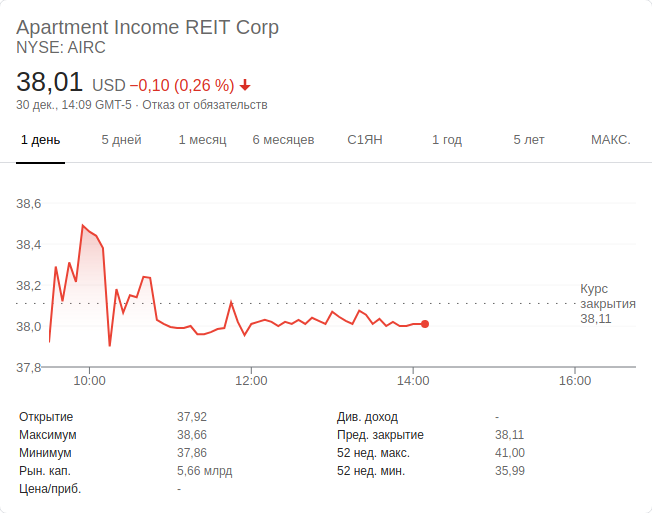 Apartment Income REIT Corp
NYSE: AIRC
38,01 USD −0,10 (0,26 %)
30 дек., 14:09 GMT-5 · Отказ от обязательств
1 день 5 дней 1 месяц 6 месяцев С1ЯН 1 год 5 лет МАКС.
38,6
38,4
38,2
38,0
37,8
Курс
закрытия
38,11
10:00 12:00 14:00 16:00
Открытие 37,92 Див. доход -
Максимум 38,66 Пред. закрытие 38,11
Минимум 37,86 52 нед. макс. 41,00
Рын. кап. 5,66 млрд 52 нед. мин. 35,99
Цена/приб. -